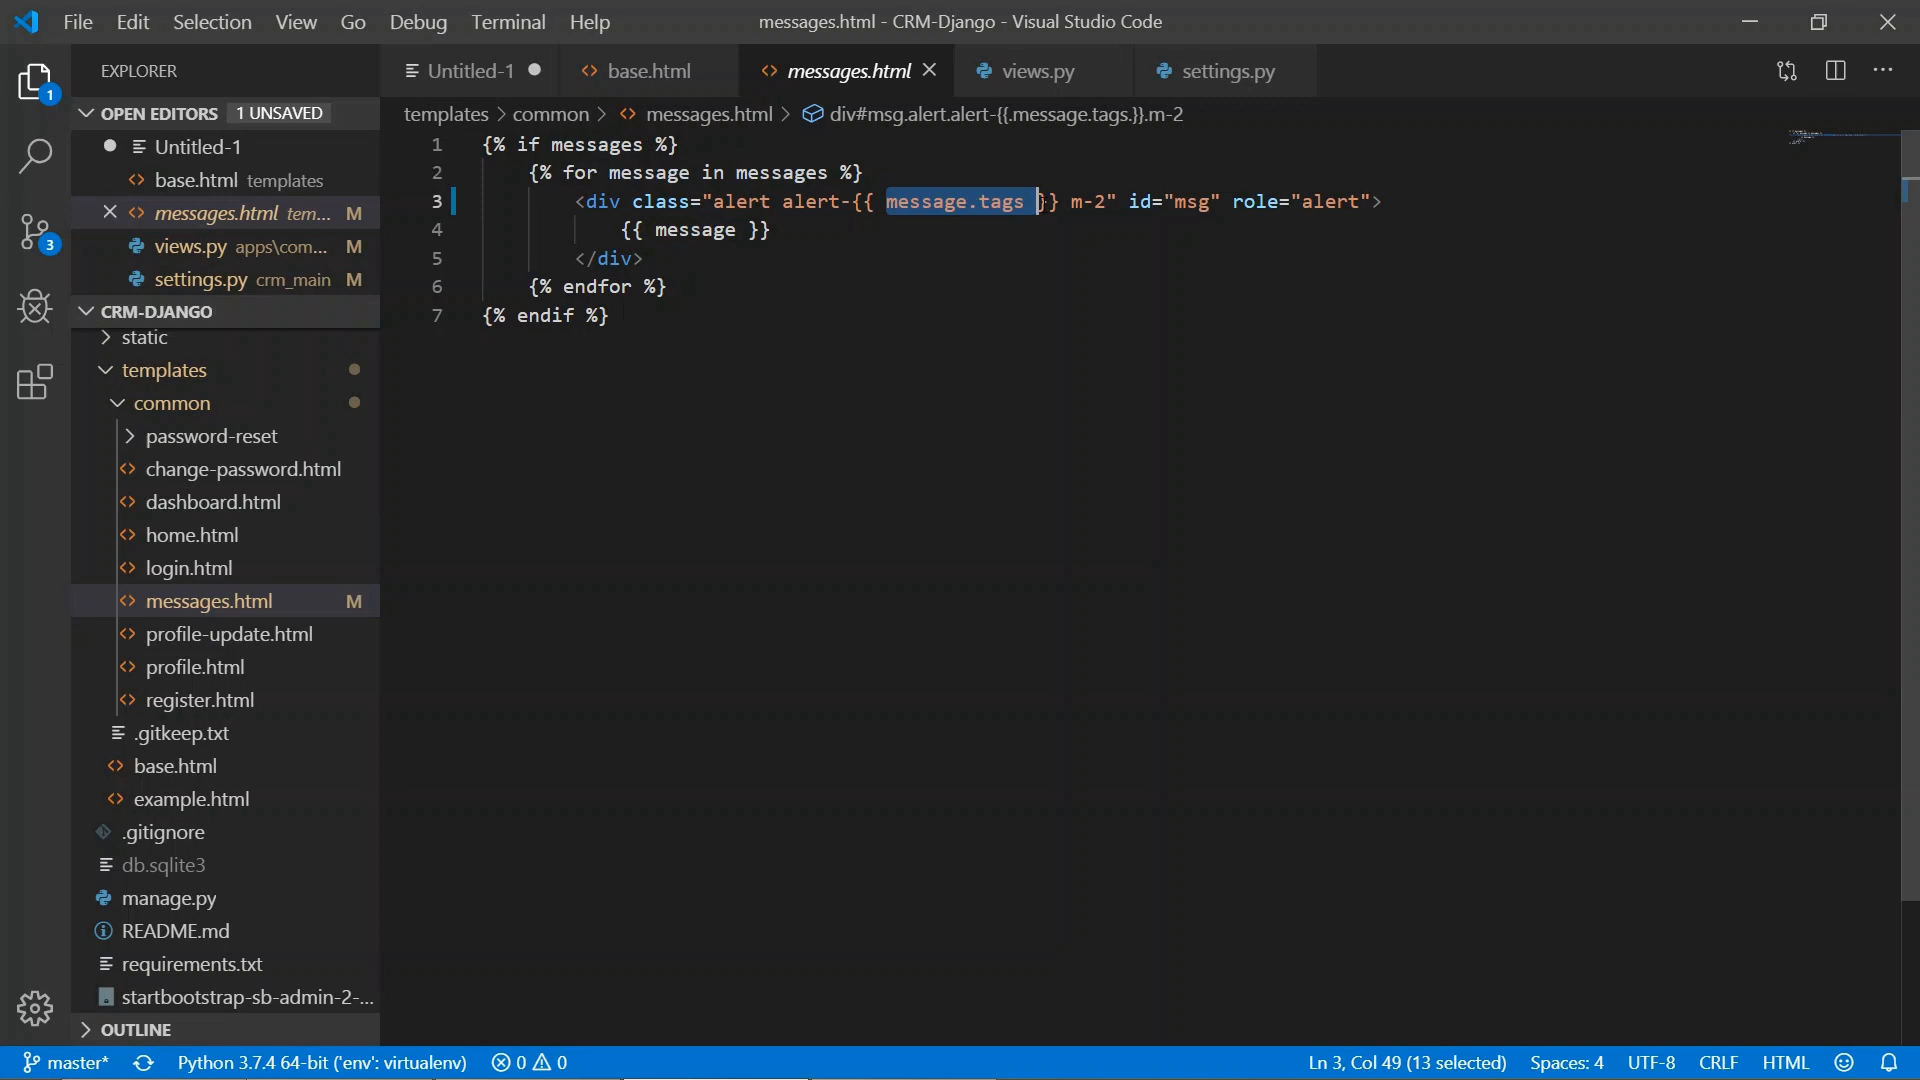 File Edit Selection View Go Debug Terminal Help messages.html - CRM-Django - Visual Studio Code
EXPLORER
Untitled-1 base.html messages.html views.py settings.py
OPEN EDITORS 1 UNSAVED
templates > common > messages.html > div#msg.alert.alert-{{.message.tags.}}.m-2
Untitled-1
base.html templates
messages.html tem... M
views.py apps\com... M
settings.py crm_main M
CRM-DJANGO
static
templates
common
password-reset
change-password.html
dashboard.html
home.html
login.html
messages.html M
profile-update.html
profile.html
register.html
.gitkeep.txt
base.html
example.html
.gitignore
db.sqlite3
manage.py
README.md
requirements.txt
startbootstrap-sb-admin-2-...
OUTLINE
1 {% if messages %}
2 {% for message in messages %}
3 <div class="alert alert-{{ message.tags }} m-2" id="msg" role="alert">
4 {{ message }}
5 </div>
6 {% endfor %}
7 {% endif %}
1
3
master* Python 3.7.4 64-bit ('env': virtualenv) 0 0 Ln 3, Col 49 (13 selected) Spaces: 4 UTF-8 CRLF HTML